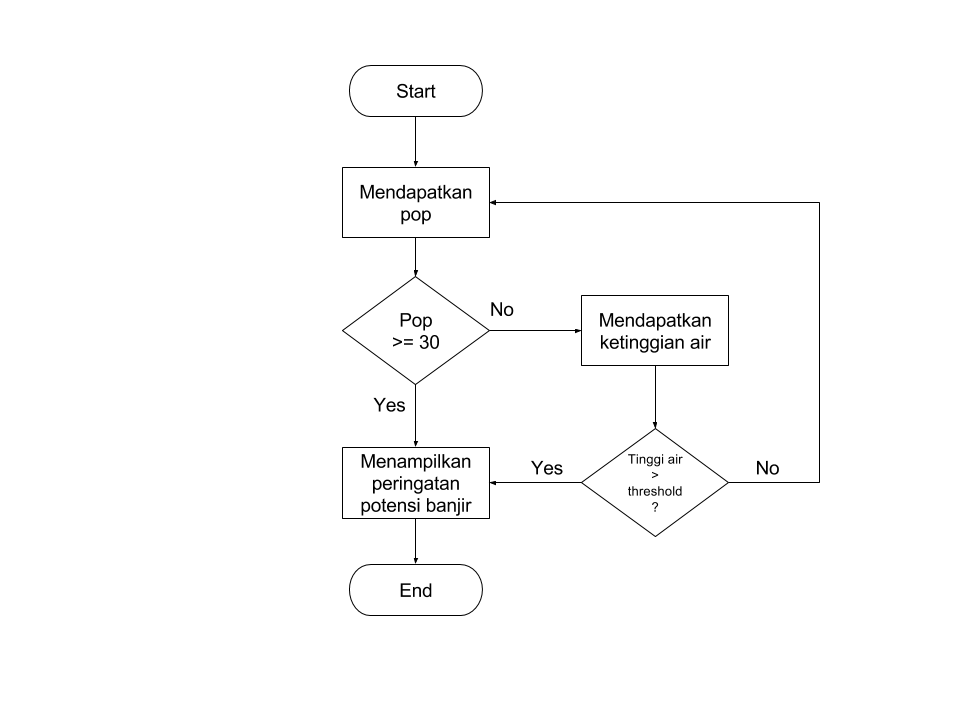 Start
Mendapatkan
pop
Pop
>= 30
No
Mendapatkan
ketinggian air
Yes
Menampilkan
peringatan
potensi banjir
Yes
Tinggi air
>
threshold
?
No
End